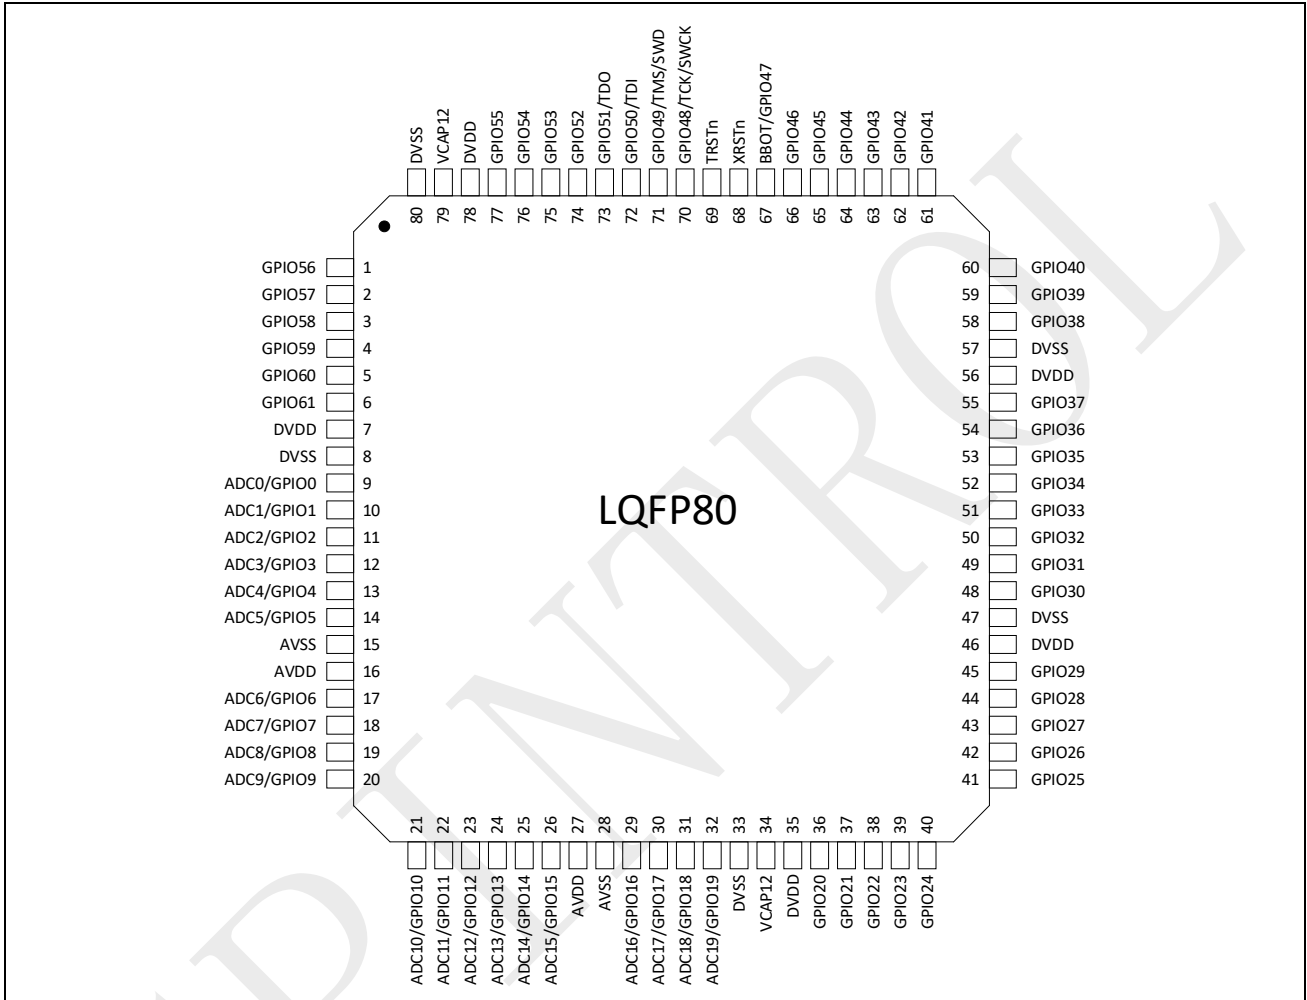 DVSS
VCAP12
DVDD
GPIO55
GPIO54
GPIO53
GPIO52
GPIO51/TDO
GPIO50/TDI
GPIO49/TMS/SWD
GPIO48/TCK/SWCK
TRSTn
XRSTn
BBOT/GPIO47
GPIO46
GPIO45
GPIO44
GPIO43
GPIO42
GPIO41
80
79
78
77
76
75
74
73
72
71
70
69
68
67
66
65
64
63
62
61
GPIO56 1
GPIO57 2
GPIO58 3
GPIO59 4
GPIO60 5
GPIO61 6
DVDD 7
DVSS 8
ADC0/GPIO0 9
ADC1/GPIO1 10
ADC2/GPIO2 11
ADC3/GPIO3 12
ADC4/GPIO4 13
ADC5/GPIO5 14
AVSS 15
AVDD 16
ADC6/GPIO6 17
ADC7/GPIO7 18
ADC8/GPIO8 19
ADC9/GPIO9 20
LQFP80
60 GPIO40
59 GPIO39
58 GPIO38
57 DVSS
56 DVDD
55 GPIO37
54 GPIO36
53 GPIO35
52 GPIO34
51 GPIO33
50 GPIO32
49 GPIO31
48 GPIO30
47 DVSS
46 DVDD
45 GPIO29
44 GPIO28
43 GPIO27
42 GPIO26
41 GPIO25
21
22
23
24
25
26
27
28
29
30
31
32
33
34
35
36
37
38
39
40
ADC10/GPIO10
ADC11/GPIO11
ADC12/GPIO12
ADC13/GPIO13
ADC14/GPIO14
ADC15/GPIO15
AVDD
AVSS
ADC16/GPIO16
ADC17/GPIO17
ADC18/GPIO18
ADC19/GPIO19
DVSS
VCAP12
DVDD
GPIO20
GPIO21
GPIO22
GPIO23
GPIO24